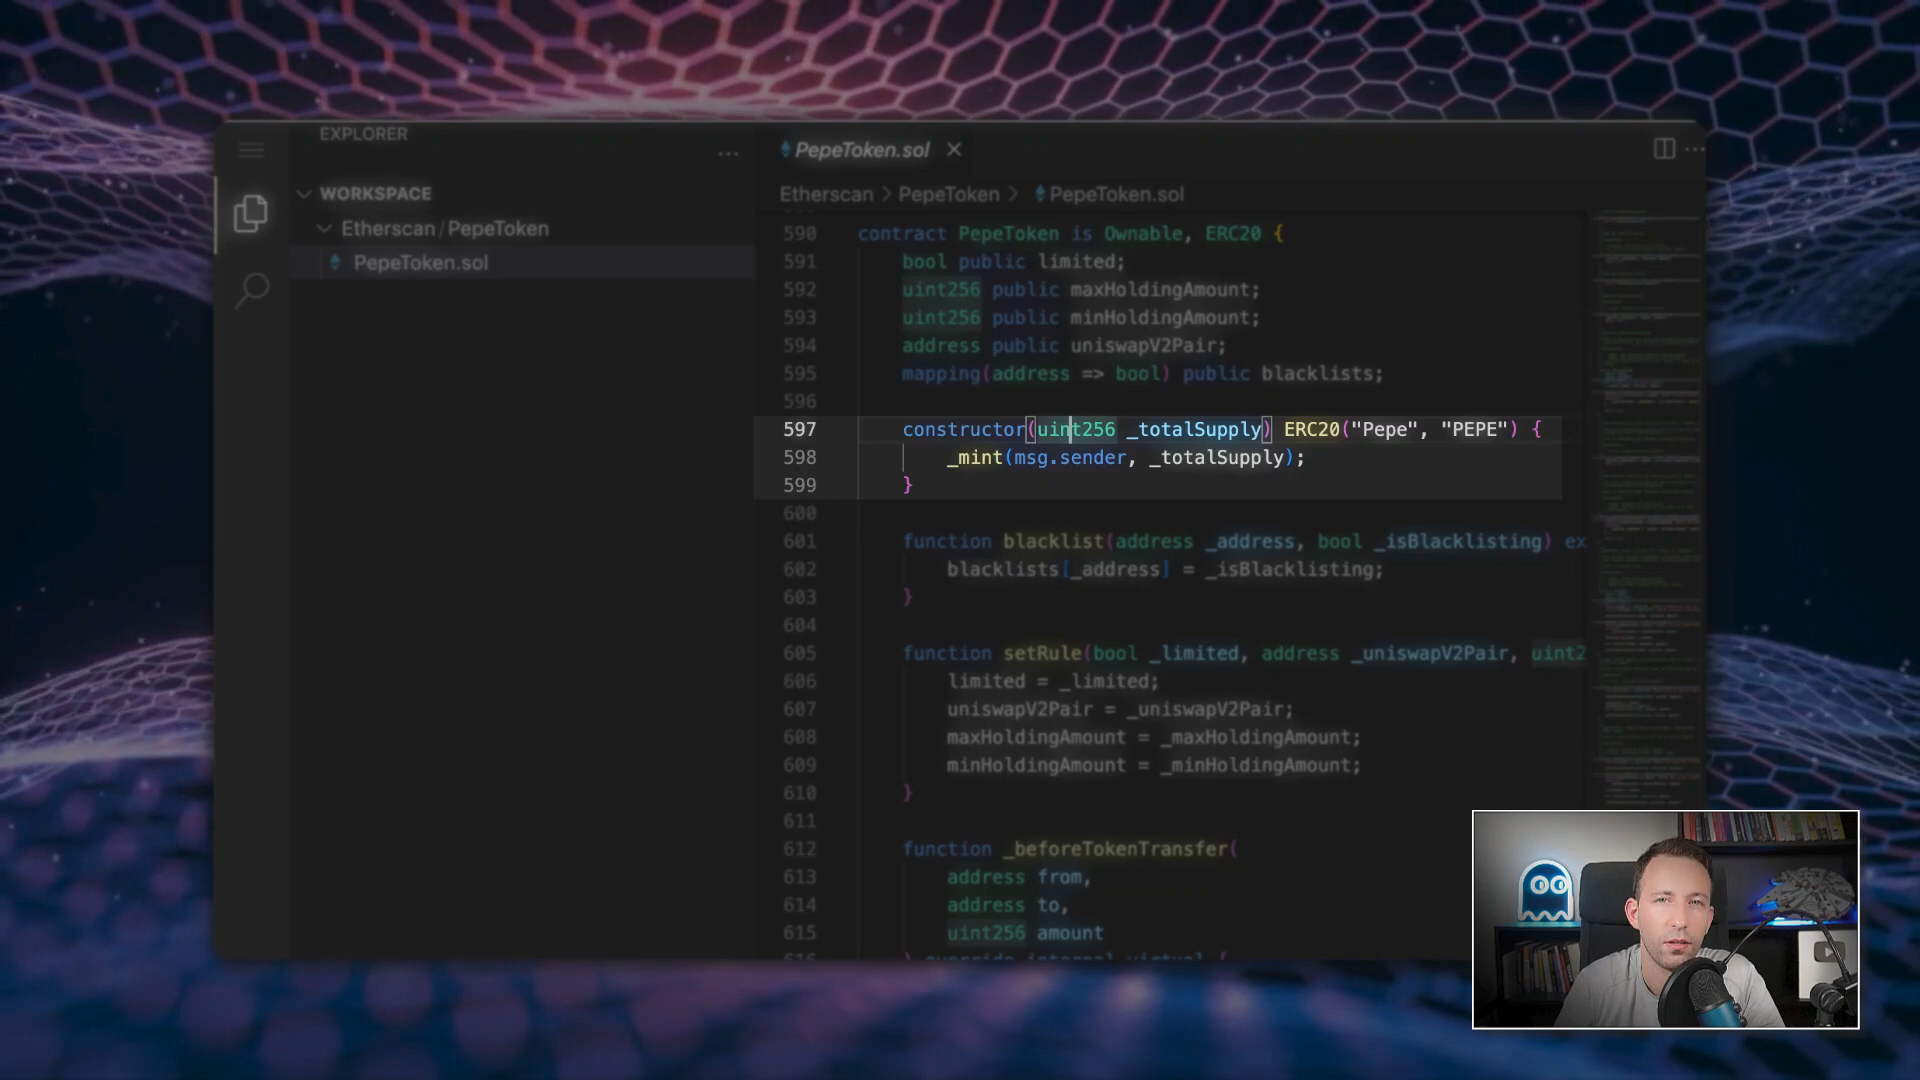 EXPLORER
...
WORKSPACE
Etherscan/PepeToken
PepeToken.sol
PepeToken.sol ×
Etherscan > PepeToken > PepeToken.sol
590 contract PepeToken is Ownable, ERC20 {
591 bool public limited;
592 uint256 public maxHoldingAmount;
593 uint256 public minHoldingAmount;
594 address public uniswapV2Pair;
595 mapping(address => bool) public blacklists;
596
597 constructor(uint256 _totalSupply) ERC20("Pepe", "PEPE") {
598 _mint(msg.sender, _totalSupply);
599 }
600
601 function blacklist(address _address, bool _isBlacklisting) ex
602 blacklists[_address] = _isBlacklisting;
603 }
604
605 function setRule(bool _limited, address _uniswapV2Pair, uint2
606 limited = _limited;
607 uniswapV2Pair = _uniswapV2Pair;
608 maxHoldingAmount = _maxHoldingAmount;
609 minHoldingAmount = _minHoldingAmount;
610 }
611
612 function _beforeTokenTransfer(
613 address from,
614 address to,
615 uint256 amount
616 ) override internal virtual {